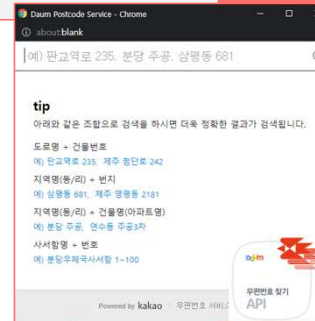 Daum Postcode Service - Chrome
about:blank
예) 판교역로 235, 분당 주공, 삼평동 681
tip
아래와 같은 조합으로 검색을 하시면 더욱 정확한 결과가 검색됩니다.
도로명 + 건물번호
예) 판교역로 235, 제주 첨단로 242
지역명(동/리) + 번지
예) 삼평동 681, 제주 영평동 2181
지역명(동/리) + 건물명(아파트명)
예) 분당 주공, 연수동 주공3차
사서함명 + 번호
예) 분당우체국사서함 1~100
Powered by kakao 우편번호 서비스
우편번호 찾기
API